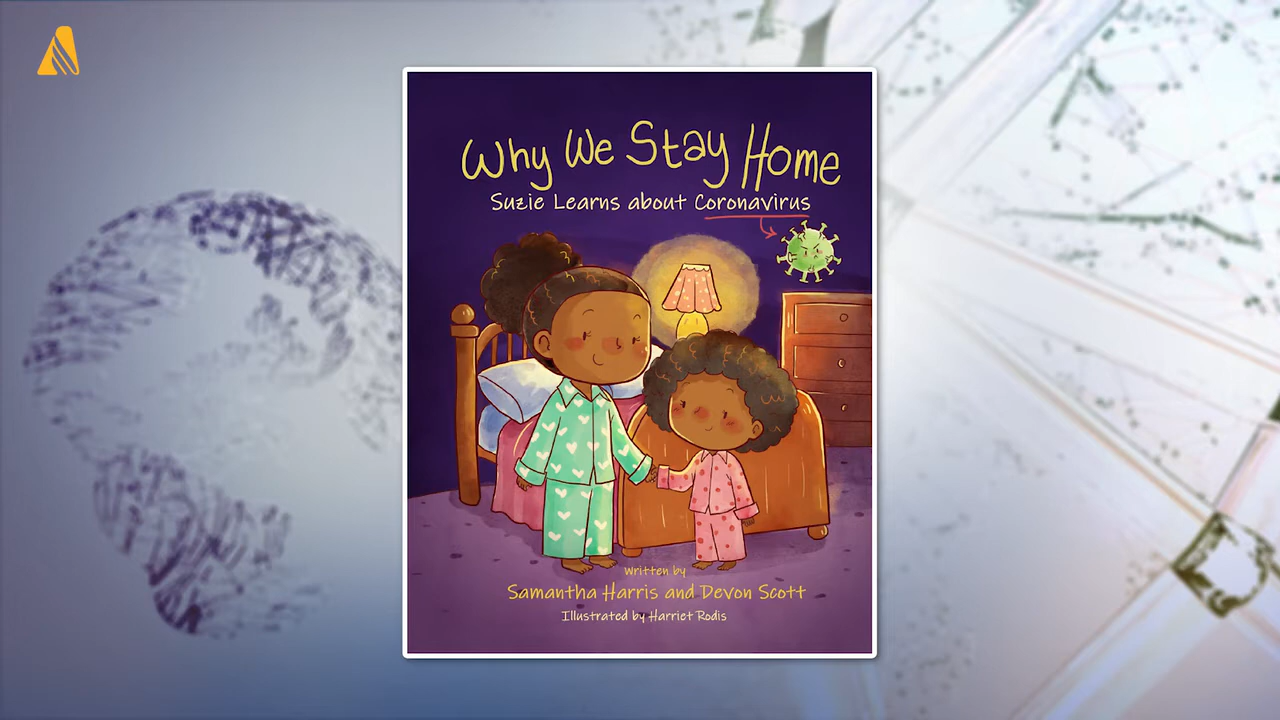 Why We Stay Home
Suzie Learns about Coronavirus
Written by
Samantha Harris and Devon Scott
Illustrated by Harriet Rodis